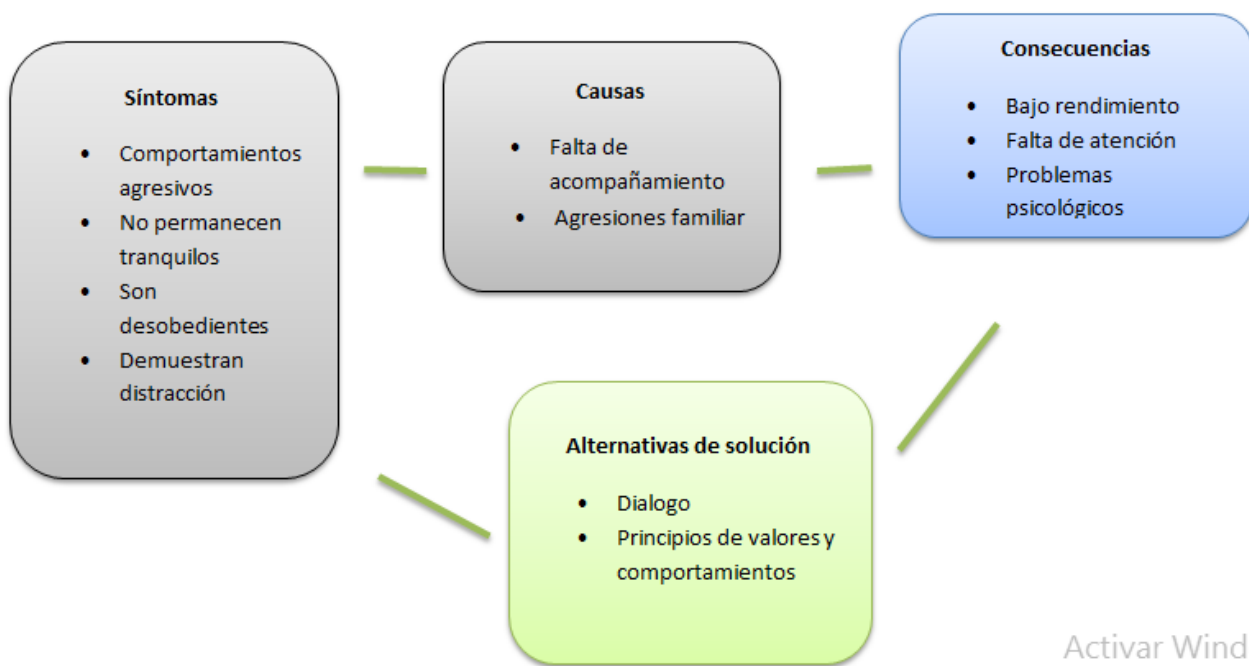 Síntomas
• Comportamientos
agresivos
• No permanecen
tranquilos
• Son
desobedientes
• Demuestran
distracción
Causas
• Falta de
acompañamiento
• Agresiones familiar
Consecuencias
• Bajo rendimiento
• Falta de atención
• Problemas
psicológicos
Alternativas de solución
• Dialogo
• Principios de valores y
comportamientos
Activar Wind